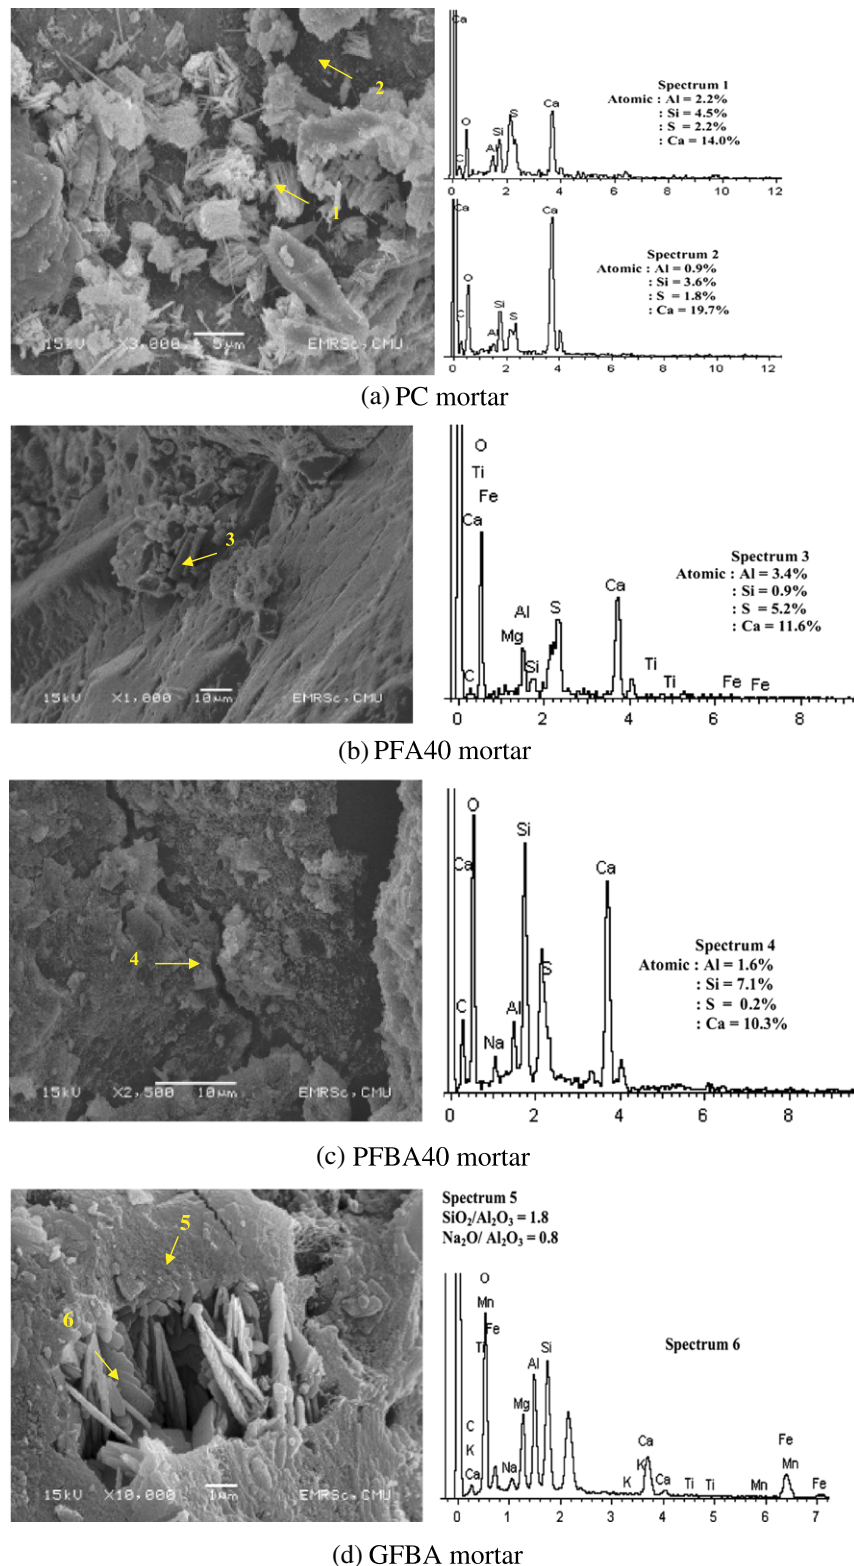 2
1
15kV X3,000 5µm EMRSc,CMU
Ca
O
C
Al
Si
S
Ca
Spectrum 1
Atomic : Al = 2.2%
: Si = 4.5%
: S = 2.2%
: Ca = 14.0%
0 2 4 6 8 10 12
Ca
O
C
Al
Si
S
Ca
Spectrum 2
Atomic : Al = 0.9%
: Si = 3.6%
: S = 1.8%
: Ca = 19.7%
0 2 4 6 8 10 12
(a) PC mortar
3
15kV X1,000 10µm EMRSc,CMU
O
Ti
Fe
Ca
C
Mg
Al
Si
S
Ca
Ti
Ti
Fe
Fe
Spectrum 3
Atomic : Al = 3.4%
: Si = 0.9%
: S = 5.2%
: Ca = 11.6%
0 2 4 6 8
(b) PFA40 mortar
4
15kV X2,500 10µm EMRSc,CMU
O
Ca
C
Na
Al
Si
S
Ca
Spectrum 4
Atomic : Al = 1.6%
: Si = 7.1%
: S = 0.2%
: Ca = 10.3%
0 2 4 6 8
(c) PFBA40 mortar
5
6
15kV X10,000 1µm EMRSc,CMU
Spectrum 5
SiO2/Al2O3 = 1.8
Na2O/ Al2O3 = 0.8
O
Mn
Fe
Ti
C
K
Ca
Na
Mg
Al
Si
K
Ca
Ca
Ti
Ti
Mn
Fe
Mn
Fe
Spectrum 6
0 1 2 3 4 5 6 7
(d) GFBA mortar